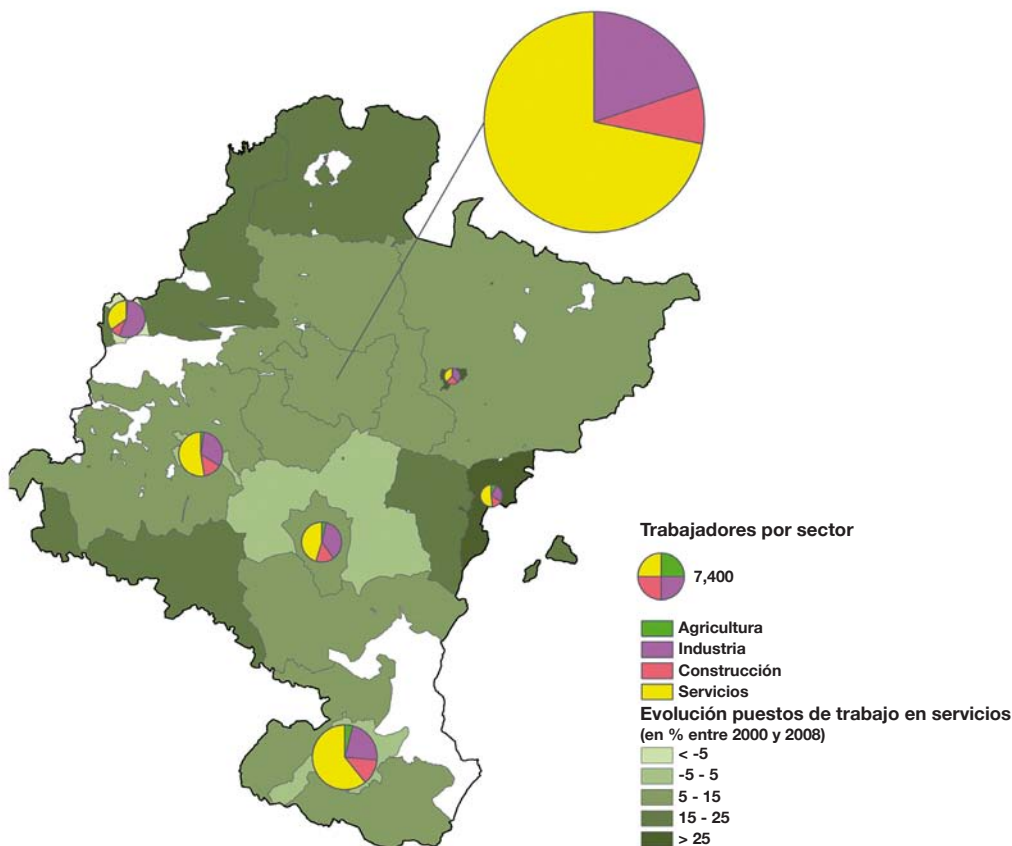 Trabajadores por sector
7,400
Agricultura
Industria
Construcción
Servicios
Evolución puestos de trabajo en servicios
(en % entre 2000 y 2008)
< -5
-5 - 5
5 - 15
15 - 25
> 25